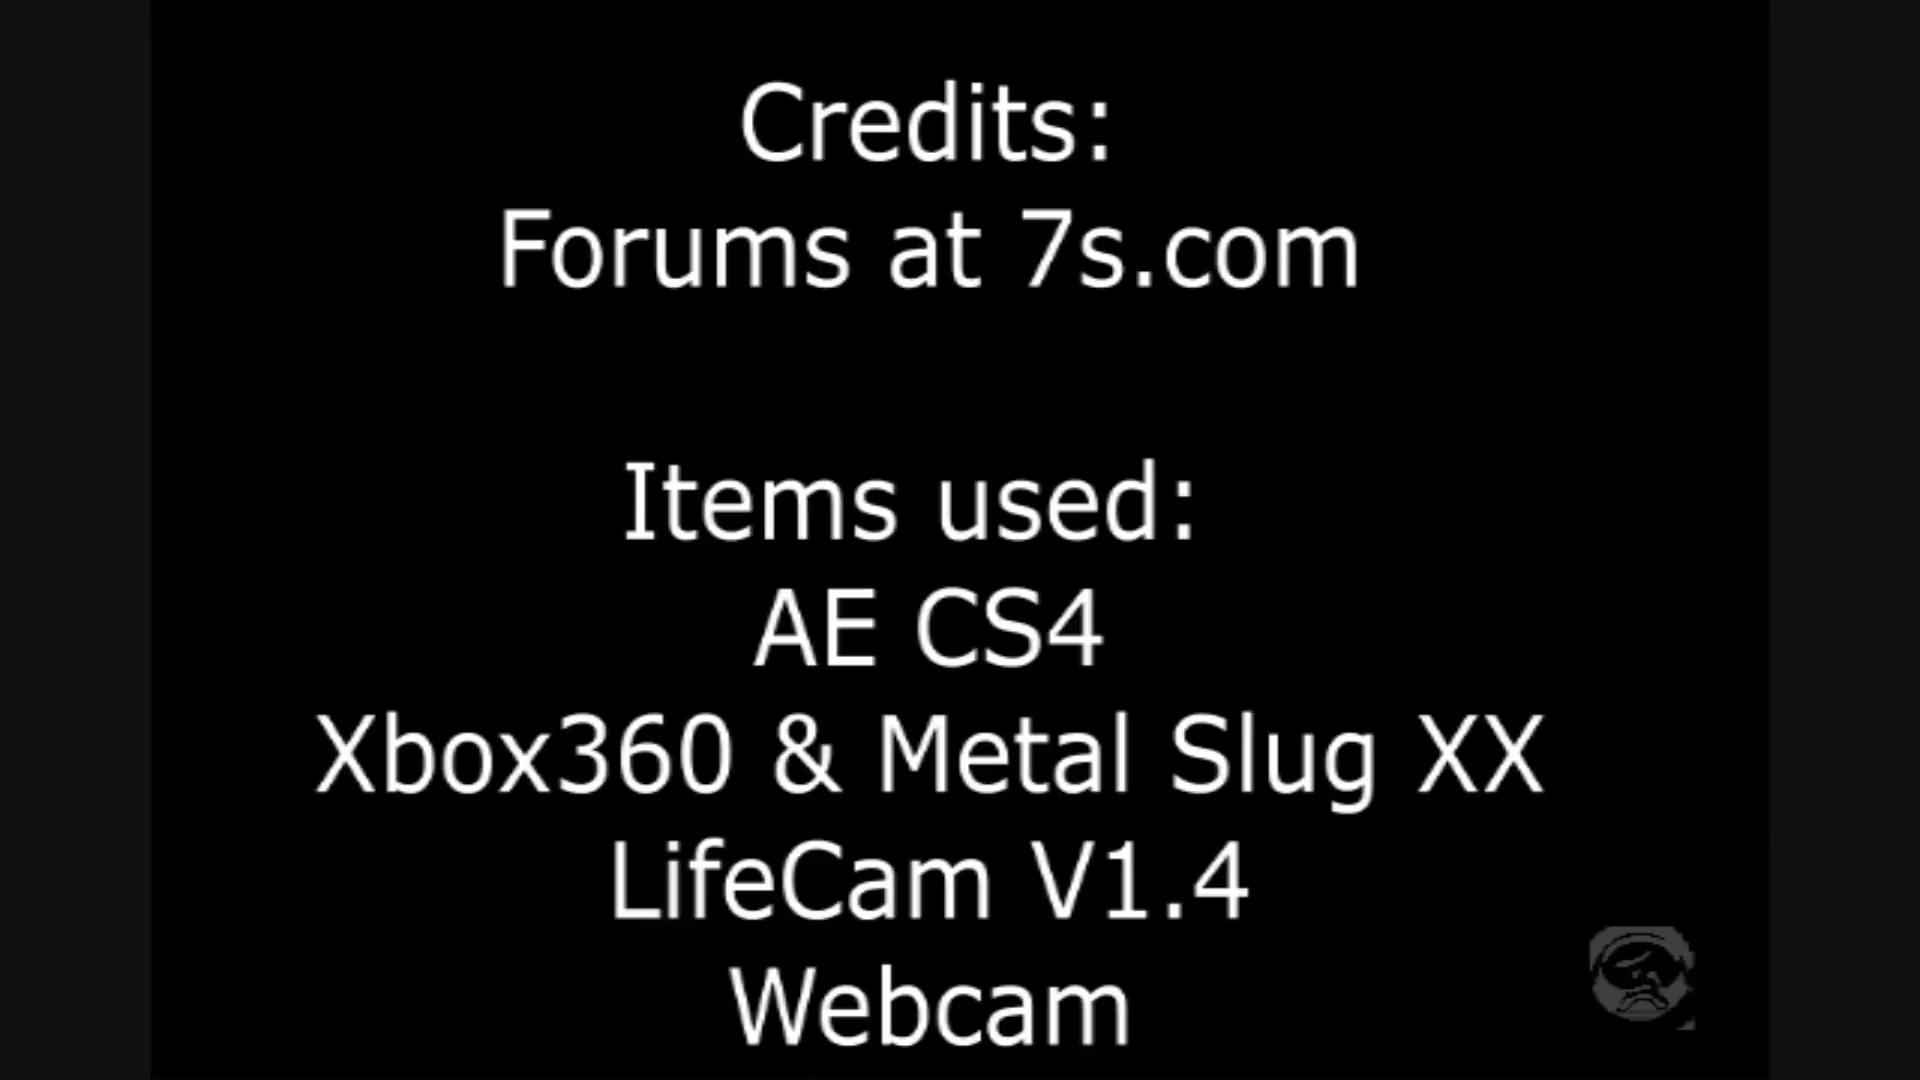 Credits:
Forums at 7s.com
Items used:
AE CS4
Xbox360 & Metal Slug XX
LifeCam V1.4
Webcam